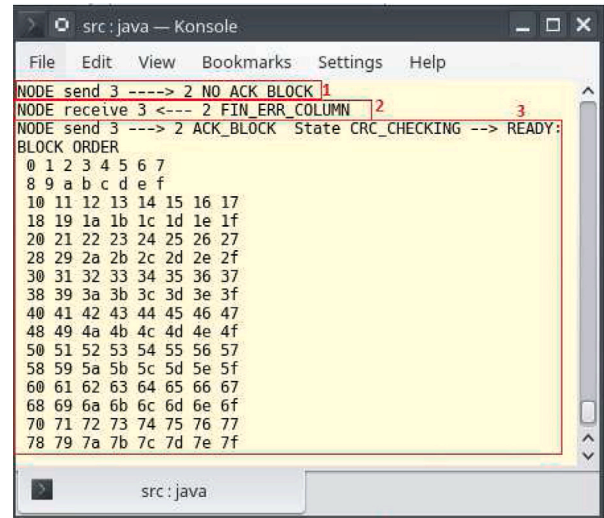 src : java — Konsole
File Edit View Bookmarks Settings Help
NODE send 3 ----> 2 NO_ACK_BLOCK 1
NODE receive 3 <--- 2 FIN_ERR_COLUMN 2 3
NODE send 3 ---> 2 ACK_BLOCK State CRC_CHECKING --> READY:
BLOCK ORDER
0 1 2 3 4 5 6 7
8 9 a b c d e f
10 11 12 13 14 15 16 17
18 19 1a 1b 1c 1d 1e 1f
20 21 22 23 24 25 26 27
28 29 2a 2b 2c 2d 2e 2f
30 31 32 33 34 35 36 37
38 39 3a 3b 3c 3d 3e 3f
40 41 42 43 44 45 46 47
48 49 4a 4b 4c 4d 4e 4f
50 51 52 53 54 55 56 57
58 59 5a 5b 5c 5d 5e 5f
60 61 62 63 64 65 66 67
68 69 6a 6b 6c 6d 6e 6f
70 71 72 73 74 75 76 77
78 79 7a 7b 7c 7d 7e 7f
src : java